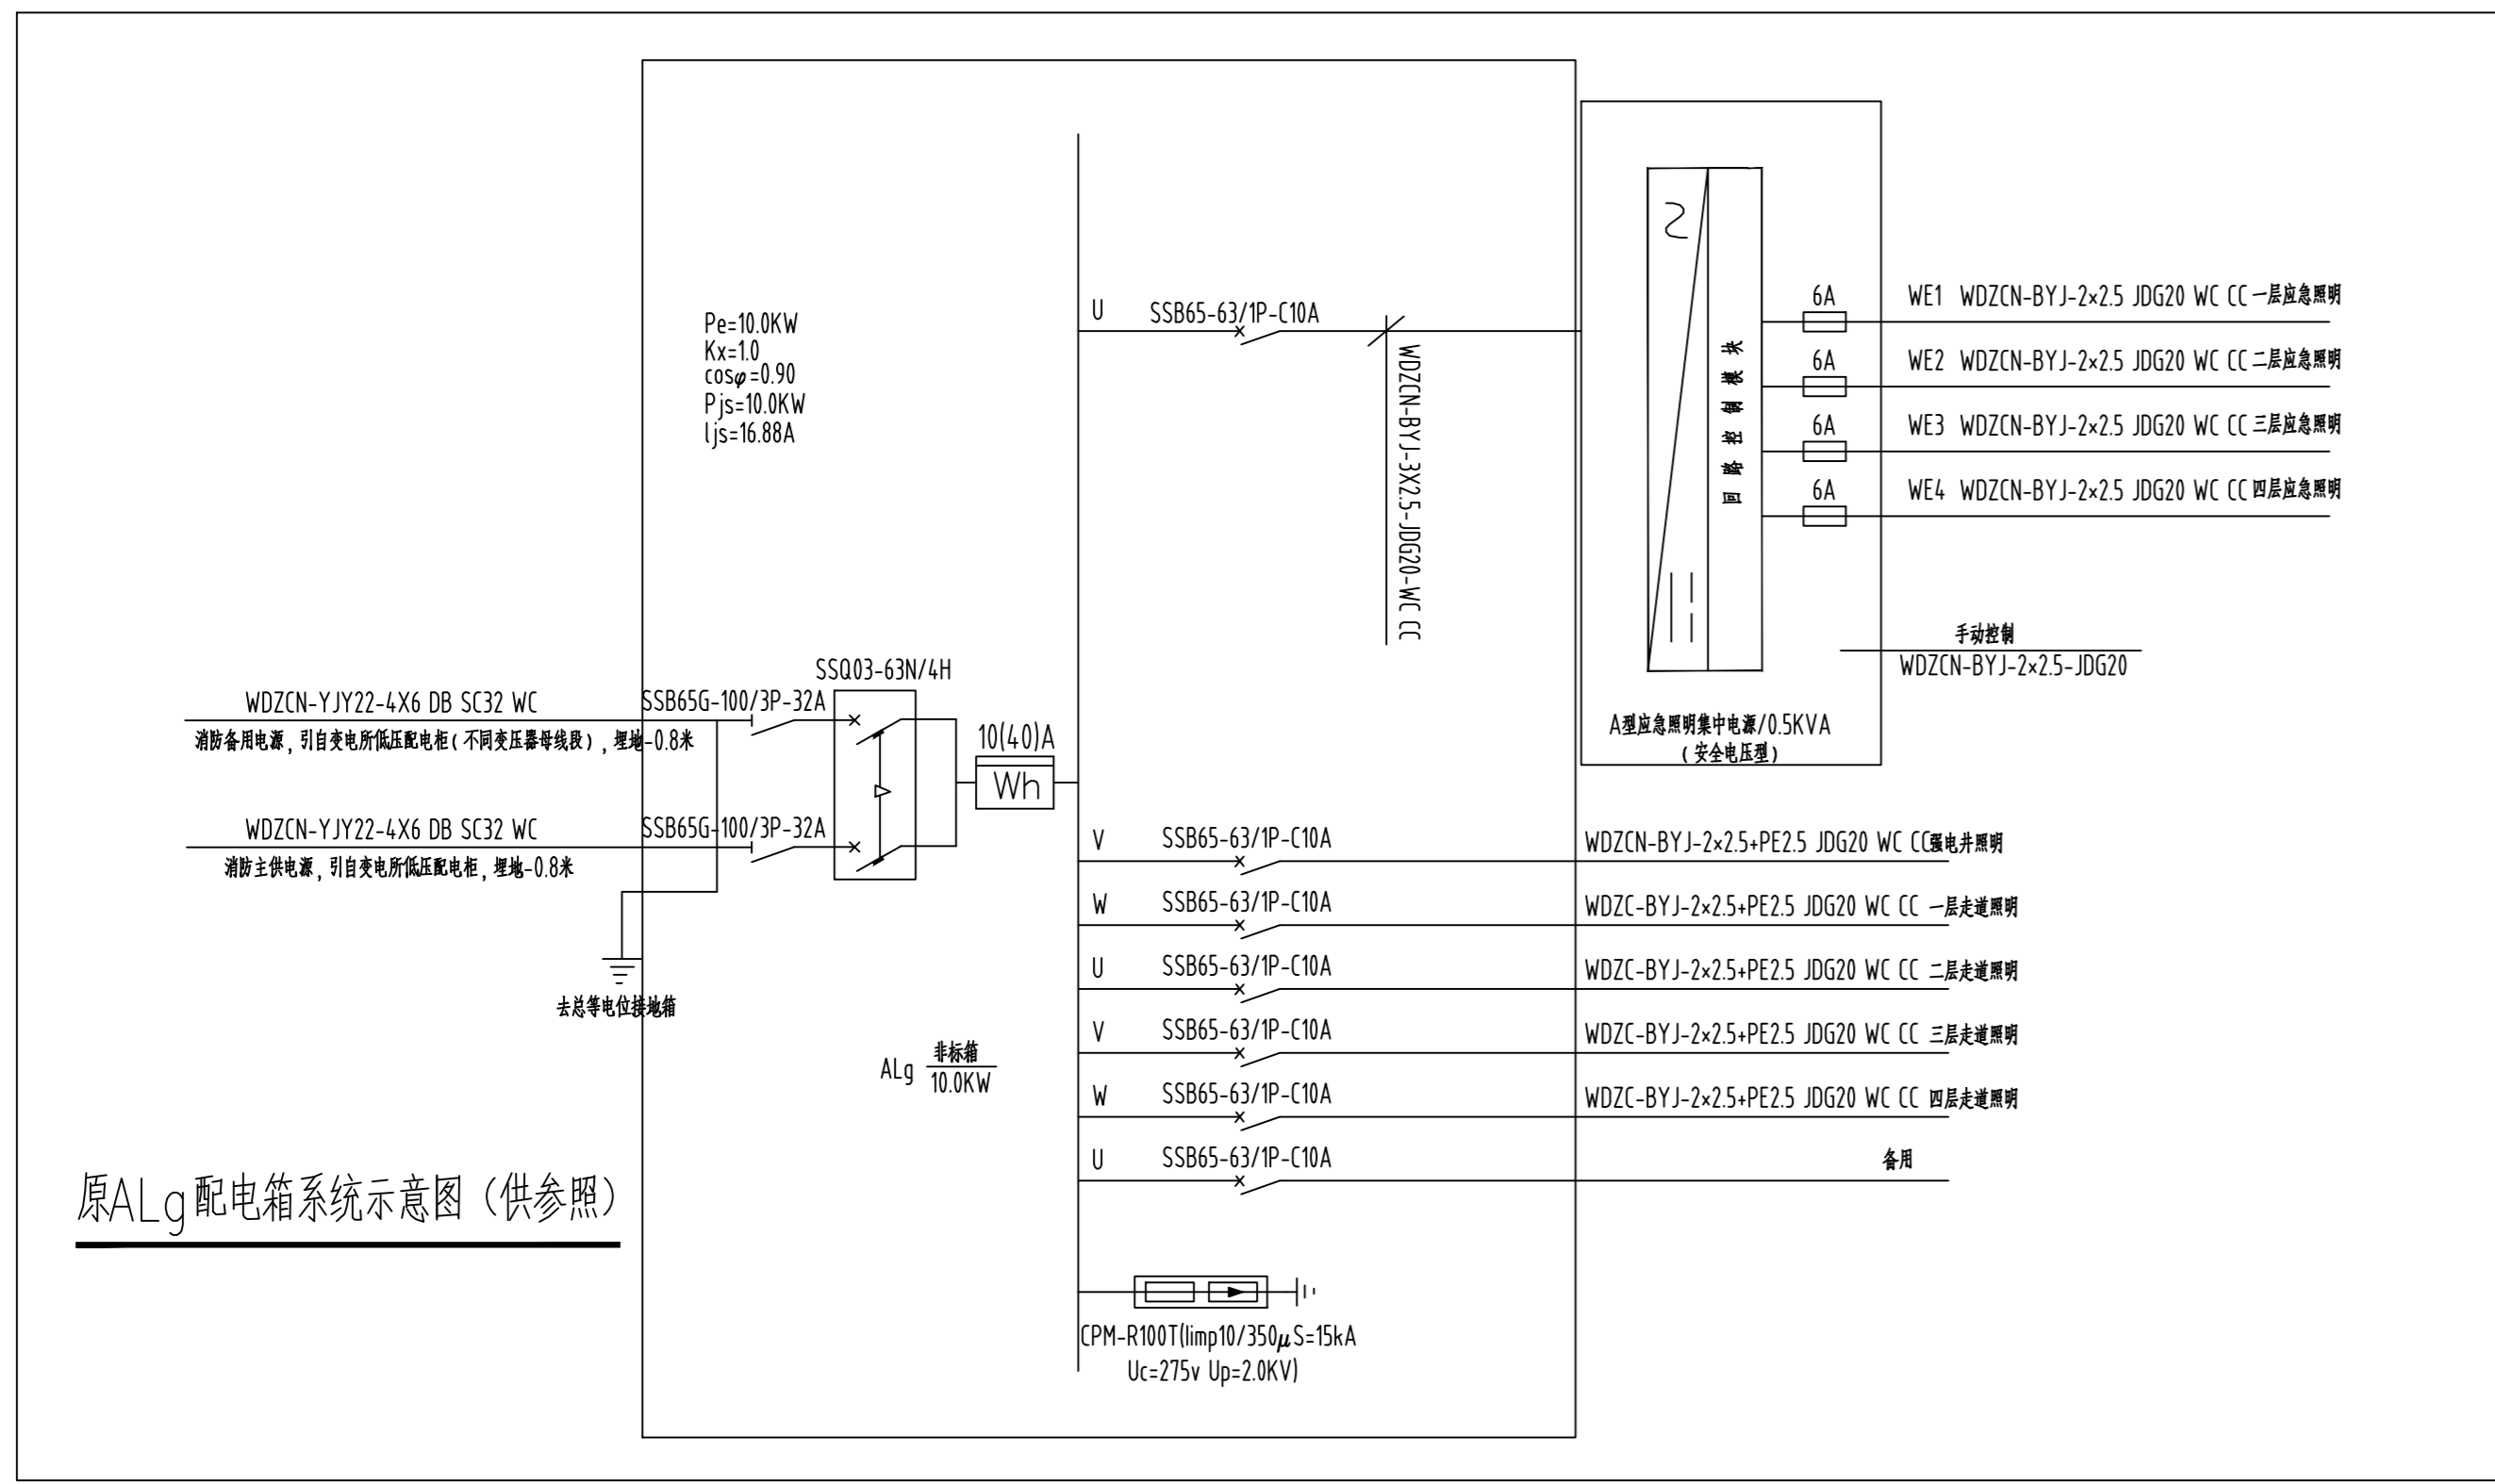 Pe=10.0KW
Kx=1.0
cosφ=0.90
Pjs=10.0KW
Ijs=16.88A
WDZCN-YJY22-4X6 DB SC32 WC
消防备用电源，引自变电所低压配电柜（不同变压器母线段），埋地-0.8米
WDZCN-YJY22-4X6 DB SC32 WC
消防主供电源，引自变电所低压配电柜，埋地-0.8米
SSB65G-100/3P-32A
SSB65G-100/3P-32A
SSQ03-63N/4H
10(40)A
Wh
去总等电位接地箱
ALg 非标箱
10.0KW
U SSB65-63/1P-C10A
WDZCN-BYJ-3X2.5-JDG20-WC CC
回路控制模块
6A WE1 WDZCN-BYJ-2×2.5 JDG20 WC CC 一层应急照明
6A WE2 WDZCN-BYJ-2×2.5 JDG20 WC CC 二层应急照明
6A WE3 WDZCN-BYJ-2×2.5 JDG20 WC CC 三层应急照明
6A WE4 WDZCN-BYJ-2×2.5 JDG20 WC CC 四层应急照明
手动控制
WDZCN-BYJ-2×2.5-JDG20
A型应急照明集中电源/0.5KVA
（安全电压型）
V SSB65-63/1P-C10A WDZCN-BYJ-2×2.5+PE2.5 JDG20 WC CC 强电井照明
W SSB65-63/1P-C10A WDZC-BYJ-2×2.5+PE2.5 JDG20 WC CC 一层走道照明
U SSB65-63/1P-C10A WDZC-BYJ-2×2.5+PE2.5 JDG20 WC CC 二层走道照明
V SSB65-63/1P-C10A WDZC-BYJ-2×2.5+PE2.5 JDG20 WC CC 三层走道照明
W SSB65-63/1P-C10A WDZC-BYJ-2×2.5+PE2.5 JDG20 WC CC 四层走道照明
U SSB65-63/1P-C10A 备用
CPM-R100T(Iimp10/350μS=15kA
Uc=275v Up=2.0KV)
原ALg配电箱系统示意图（供参照）